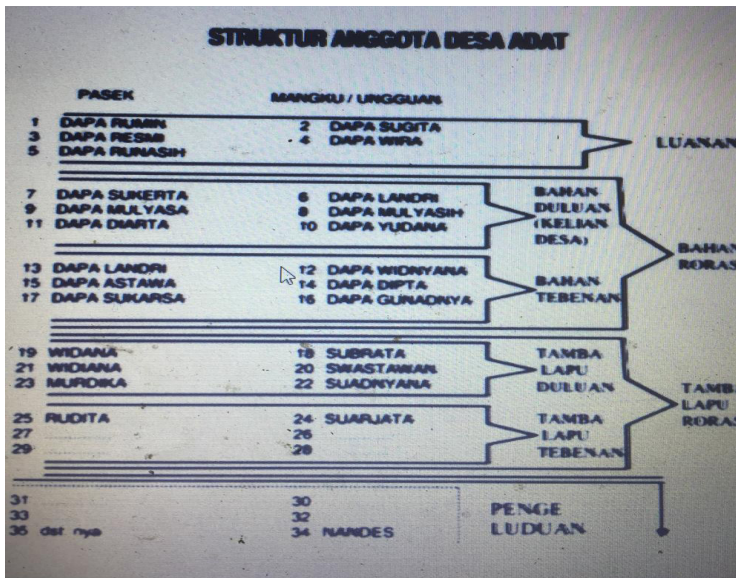 STRUKTUR ANGGOTA DESA ADAT
PASEK MANGKU / UNGGUAN
1 DAPA RUMIN 2 DAPA SUGITA
3 DAPA RESMI 4 DAPA WIRA
5 DAPA RUNASIH
LUANAN
7 DAPA SUKERTA 6 DAPA LANDRI
9 DAPA MULYASA 8 DAPA MULYASIH
11 DAPA DIARTA 10 DAPA YUDANA
BAHAN
DULUAN
(KELIAN
DESA)
13 DAPA LANDRI 12 DAPA WIDNYANA
15 DAPA ASTAWA 14 DAPA DIPTA
17 DAPA SUKARSA 16 DAPA GUNADNYA
BAHAN
TEBENAN
BAHAN
RORAS
19 WIDANA 18 SUBRATA
21 WIDIANA 20 SWASTAWAN
23 MURDIKA 22 SUADNYANA
TAMBA
LAPU
DULUAN
25 RUDITA 24 SUARJATA
27 26
29 28
TAMBA
LAPU
TEBENAN
TAMB
LAPU
RORAS
31 30
33 32
35 dst nya 34 NANDES
PENGE
LUDUAN